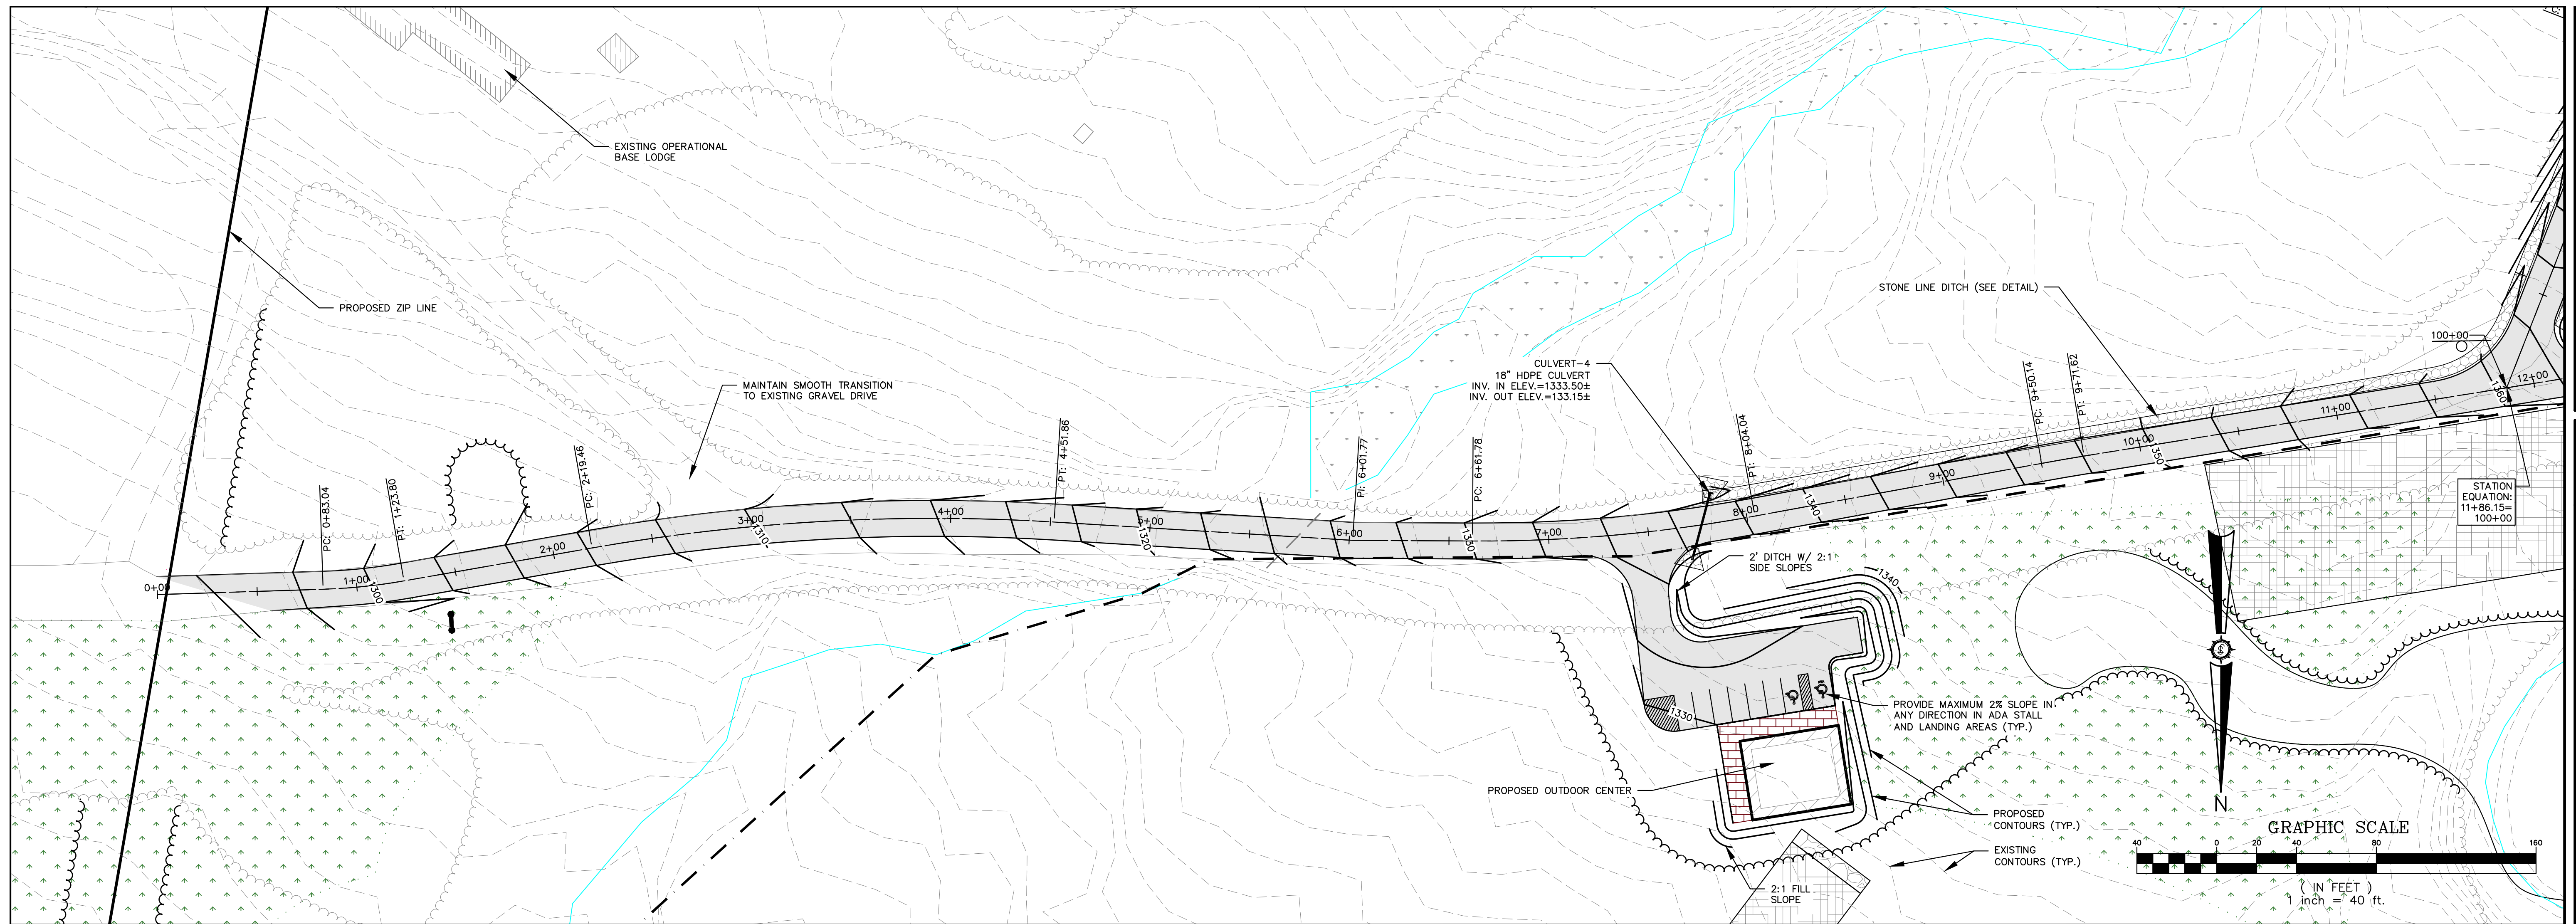 EXISTING OPERATIONAL
BASE LODGE
PROPOSED ZIP LINE
MAINTAIN SMOOTH TRANSITION
TO EXISTING GRAVEL DRIVE
CULVERT-4
18" HDPE CULVERT
INV. IN ELEV.=1333.50±
INV. OUT ELEV.=133.15±
STONE LINE DITCH (SEE DETAIL)
100+00
PC: 0+83.04
PT: 1+23.80
PC: 2+19.46
PT: 4+51.86
PI: 6+01.77
PC: 6+61.78
PT: 8+04.04
PC: 9+50.14
PT: 9+71.62
0+00
1+00
2+00
3+00
4+00
5+00
6+00
7+00
8+00
9+00
10+00
11+00
12+00
1300
1310
1320
1330
1340
1350
1360
STATION
EQUATION:
11+86.15=
100+00
2' DITCH W/ 2:1
SIDE SLOPES
1340
1330
PROVIDE MAXIMUM 2% SLOPE IN
ANY DIRECTION IN ADA STALL
AND LANDING AREAS (TYP.)
PROPOSED OUTDOOR CENTER
PROPOSED
CONTOURS (TYP.)
EXISTING
CONTOURS (TYP.)
2:1 FILL
SLOPE
N
GRAPHIC SCALE
40 0 20 40 80 160
( IN FEET )
1 inch = 40 ft.